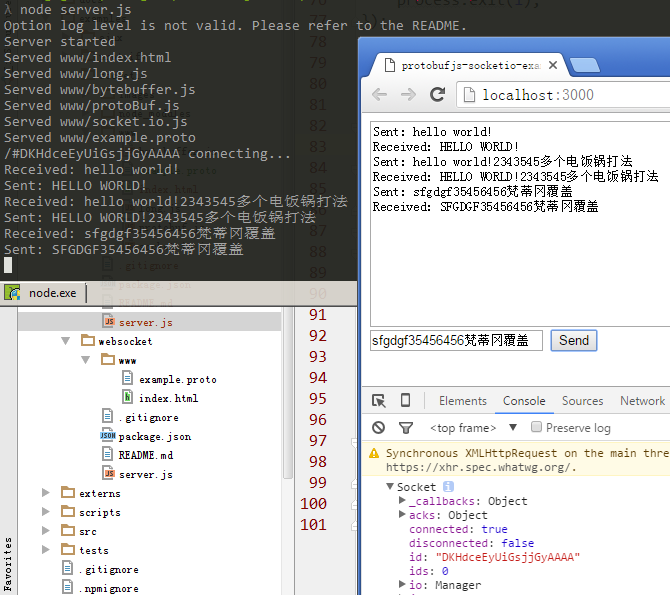 λ node server.js
Option log level is not valid. Please refer to the README.
Server started
Served www/index.html
Served www/long.js
Served www/bytebuffer.js
Served www/protoBuf.js
Served www/socket.io.js
Served www/example.proto
/#DKHdceEyUiGsjjGyAAAA connecting...
Received: hello world!
Sent: HELLO WORLD!
Received: hello world!2343545多个电饭锅打法
Sent: HELLO WORLD!2343545多个电饭锅打法
Received: sfgdgf35456456梵蒂冈覆盖
Sent: SFGDGF35456456梵蒂冈覆盖
node.exe
process.exit(1);
78
79
80
81
82
83
84
85
86
87
88
89
90
91
92
93
94
95
96
97
98
99
100
101
.gitignore
package.json
README.md
server.js
websocket
www
example.proto
index.html
.gitignore
package.json
README.md
server.js
externs
scripts
src
tests
.gitignore
.npmignore
Favorites
protobufjs-socketio-exa
localhost:3000
Sent: hello world!
Received: HELLO WORLD!
Sent: hello world!2343545多个电饭锅打法
Received: HELLO WORLD!2343545多个电饭锅打法
Sent: sfgdgf35456456梵蒂冈覆盖
Received: SFGDGF35456456梵蒂冈覆盖
sfgdgf35456456梵蒂冈覆盖 Send
Elements Console Sources Network
<top frame> Preserve log
Synchronous XMLHttpRequest on the main thre
https://xhr.spec.whatwg.org/.
Socket
_callbacks: Object
acks: Object
connected: true
disconnected: false
id: "DKHdceEyUiGsjjGyAAAA"
ids: 0
io: Manager